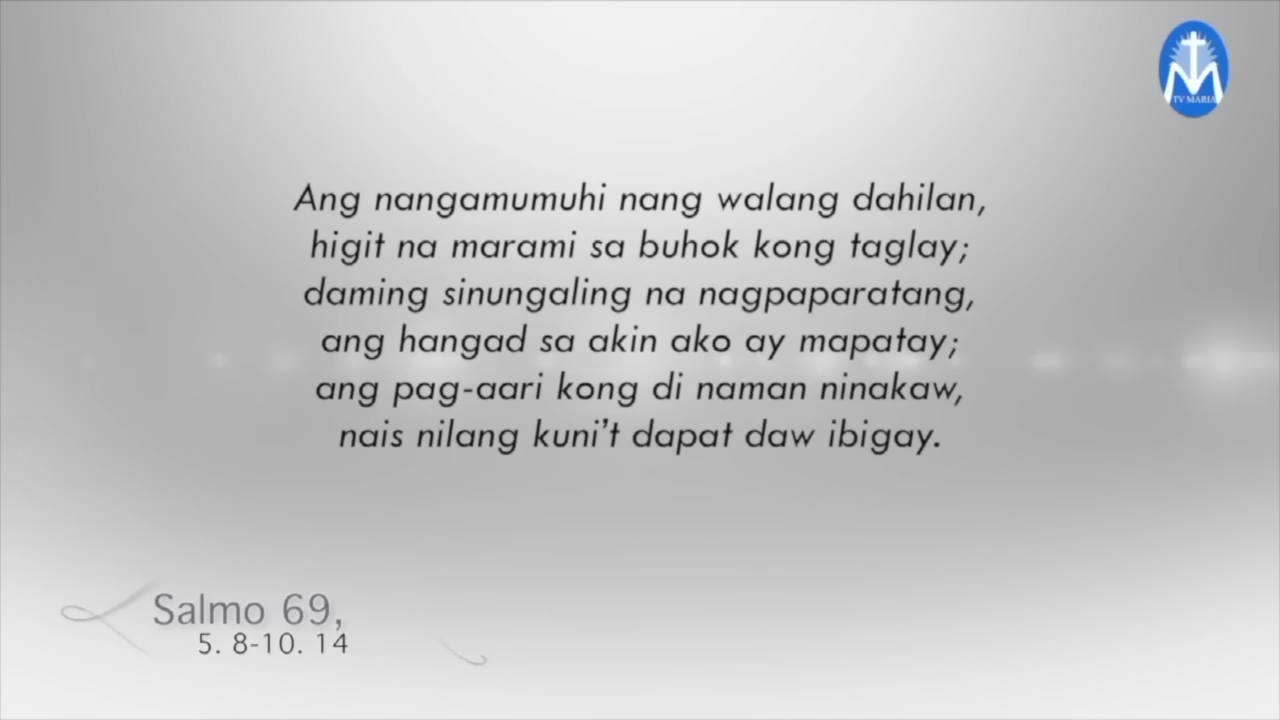 TV MARIA
Ang nangamumuhi nang walang dahilan,
higit na marami sa buhok kong taglay;
daming sinungaling na nagpaparatang,
ang hangad sa akin ako ay mapatay;
ang pag-aari kong di naman ninakaw,
nais nilang kuni’t dapat daw ibigay.
Salmo 69,
5. 8-10. 14